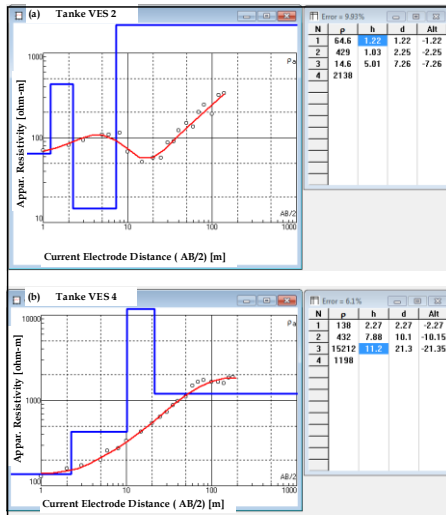 (a) Tanke VES 2
Appar. Resistivity [ohm-m]
1000
100
10
ρa
AB/2
1 10 100 1000
Current Electrode Distance ( AB/2) [m]
Error = 9.93%
N ρ h d Alt
1 64.6 1.22 1.22 -1.22
2 429 1.03 2.25 -2.25
3 14.6 5.01 7.26 -7.26
4 2138
(b) Tanke VES 4
Appar. Resistivity [ohm-m]
10000
1000
100
ρa
AB/2
1 10 100 1000
Current Electrode Distance ( AB/2) [m]
Error = 6.1%
N ρ h d Alt
1 138 2.27 2.27 -2.27
2 432 7.88 10.1 -10.15
3 15212 11.2 21.3 -21.35
4 1198